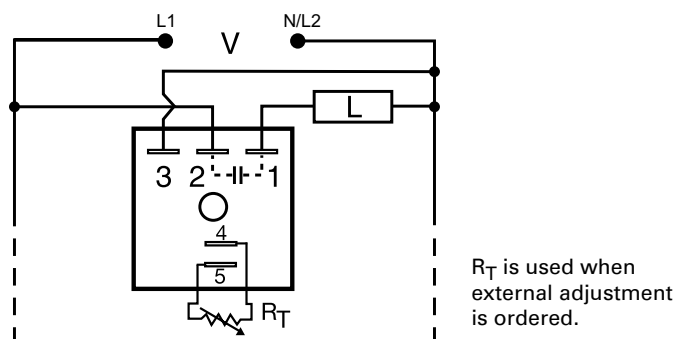 L1
V
N/L2
L
3 2 1
4
5
RT
RT is used when
external adjustment
is ordered.